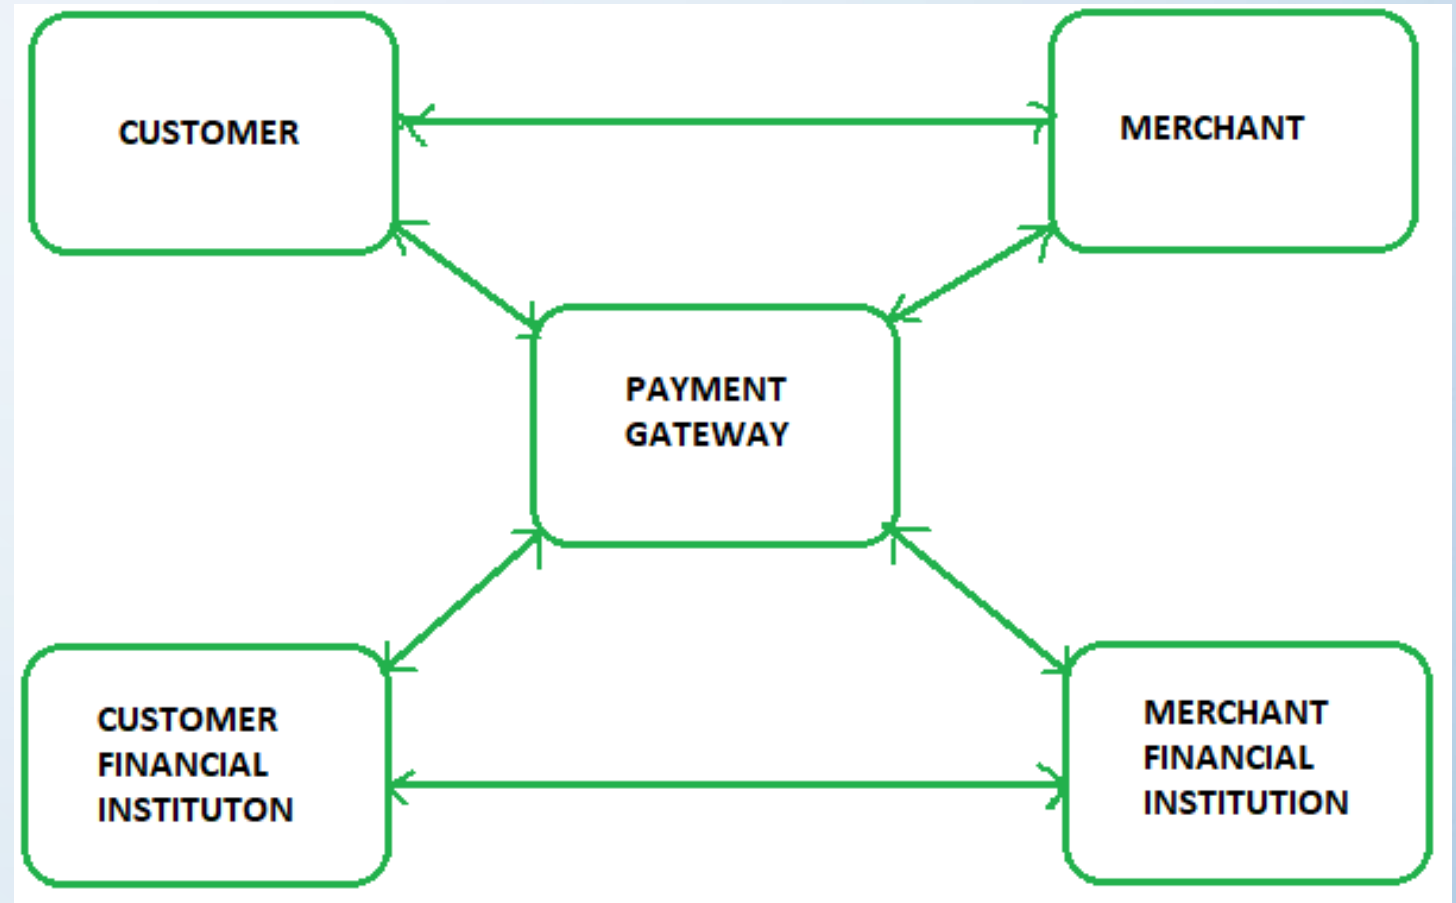 CUSTOMER
MERCHANT
PAYMENT
GATEWAY
CUSTOMER
FINANCIAL
INSTITUTON
MERCHANT
FINANCIAL
INSTITUTION